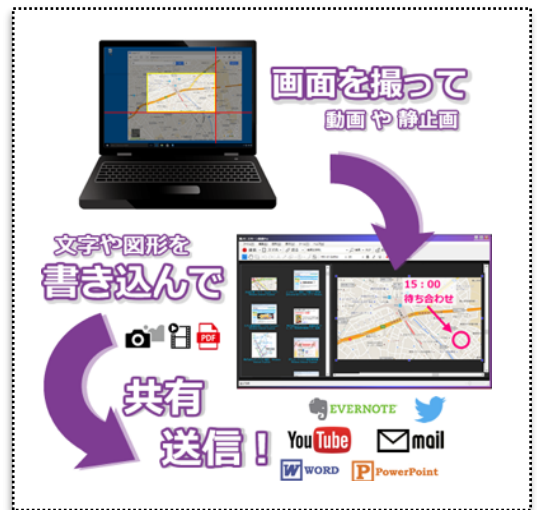 画面を撮って
動画 や 静止画
文字や図形を
書き込んで
15：00
待ち合わせ
PDF
共有
送信！
EVERNOTE
YouTube
mail
W WORD
P PowerPoint